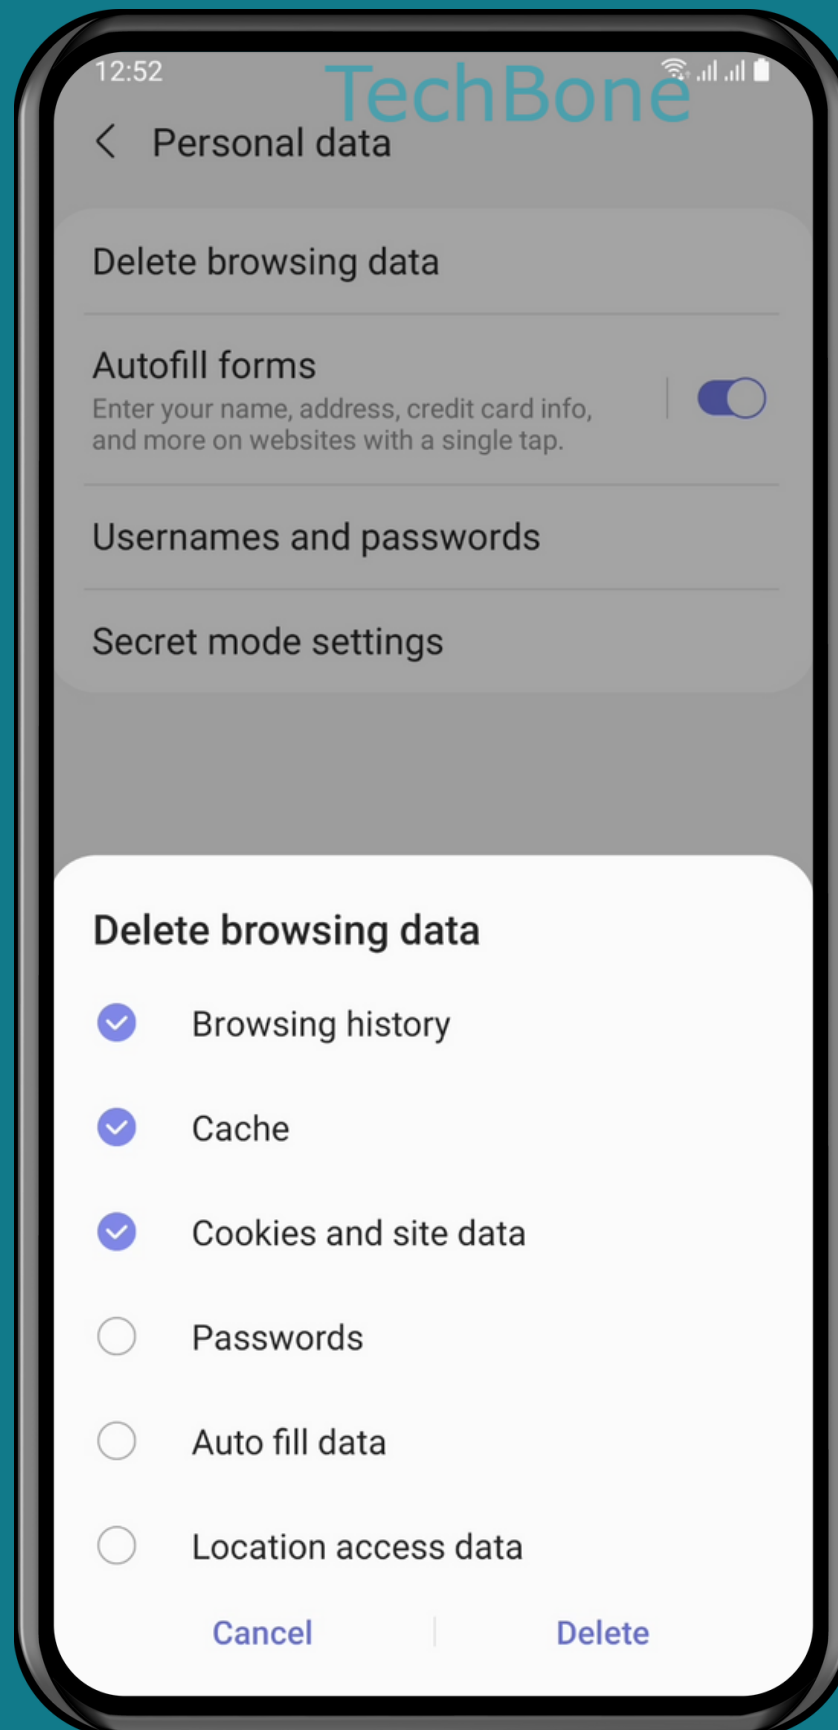 12:52
TechBone
Personal data
Delete browsing data
Autofill forms
Enter your name, address, credit card info,
and more on websites with a single tap.
Usernames and passwords
Secret mode settings
Delete browsing data
Browsing history
Cache
Cookies and site data
Passwords
Auto fill data
Location access data
Cancel
Delete